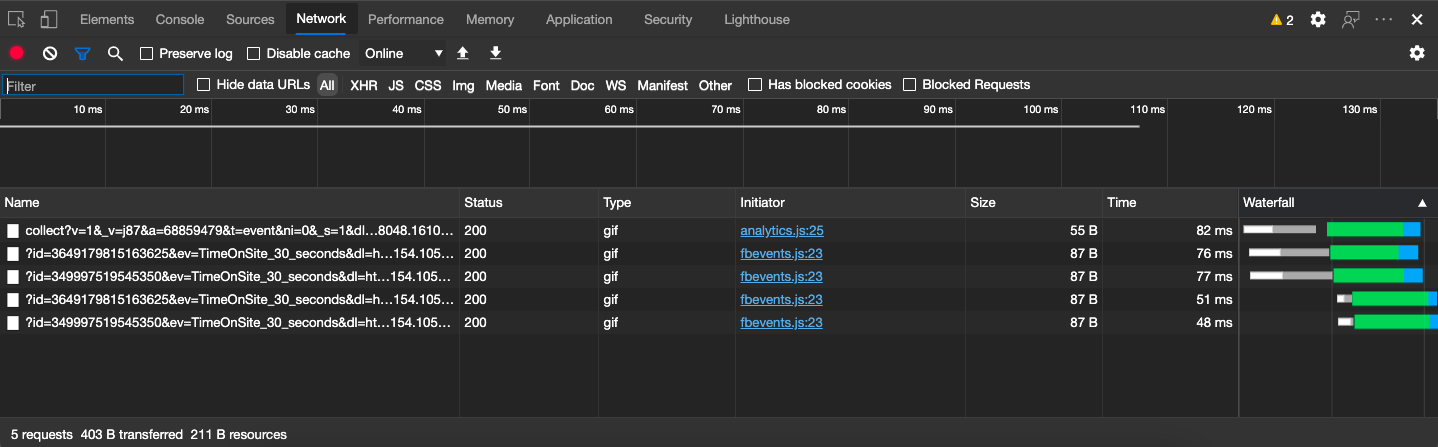 Elements Console Sources Network Performance Memory Application Security Lighthouse 2
Preserve log Disable cache Online
Filter Hide data URLs All XHR JS CSS Img Media Font Doc WS Manifest Other Has blocked cookies Blocked Requests
10 ms 20 ms 30 ms 40 ms 50 ms 60 ms 70 ms 80 ms 90 ms 100 ms 110 ms 120 ms 130 ms
Name Status Type Initiator Size Time Waterfall
collect?v=1&_v=j87&a=68859479&t=event&ni=0&_s=1&dl…8048.1610… 200 gif analytics.js:25 55 B 82 ms
?id=3649179815163625&ev=TimeOnSite_30_seconds&dl=h…154.105… 200 gif fbevents.js:23 87 B 76 ms
?id=349997519545350&ev=TimeOnSite_30_seconds&dl=ht…154.105… 200 gif fbevents.js:23 87 B 77 ms
?id=3649179815163625&ev=TimeOnSite_30_seconds&dl=h…154.105… 200 gif fbevents.js:23 87 B 51 ms
?id=349997519545350&ev=TimeOnSite_30_seconds&dl=ht…154.105… 200 gif fbevents.js:23 87 B 48 ms
5 requests 403 B transferred 211 B resources